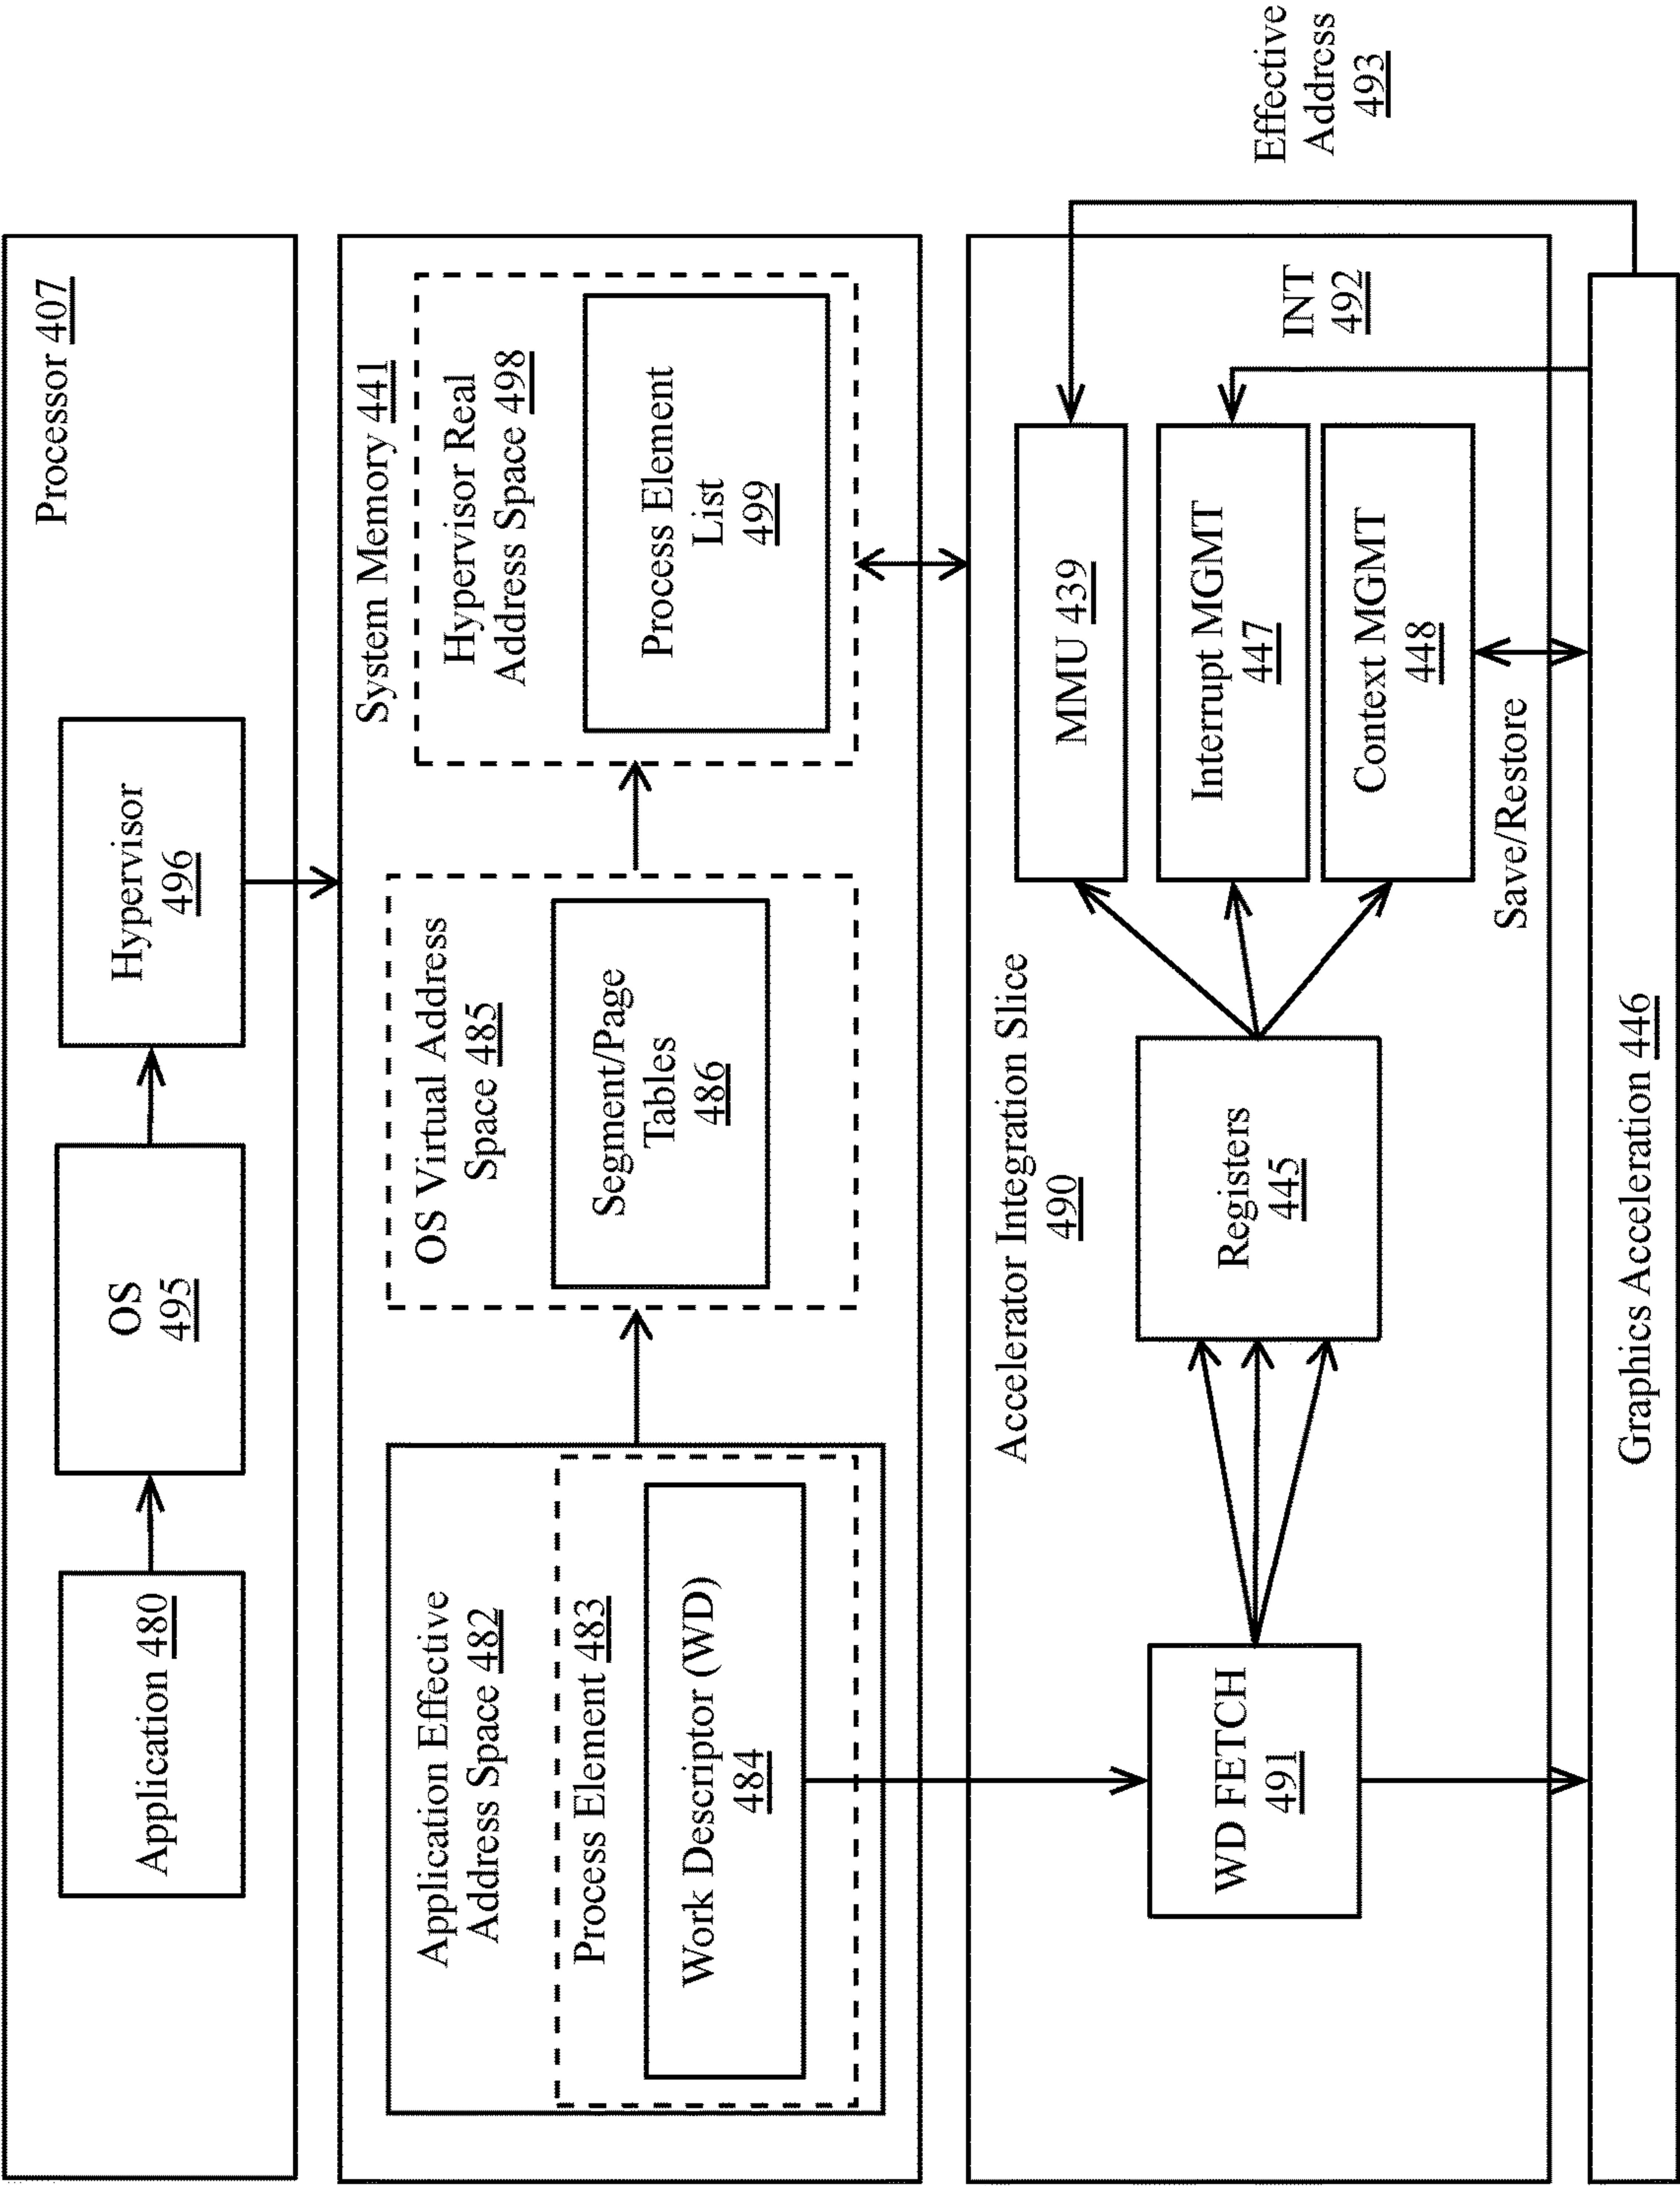 Processor 407
Application 480
OS
495
Hypervisor
496
System Memory 441
Application Effective
Address Space 482
Process Element 483
Work Descriptor (WD)
484
OS Virtual Address
Space 485
Segment/Page
Tables
486
Hypervisor Real
Address Space 498
Process Element
List
499
Accelerator Integration Slice
490
WD FETCH
491
Registers
445
MMU 439
Interrupt MGMT
447
Context MGMT
448
INT
492
Effective
Address
493
Save/Restore
Graphics Acceleration 446